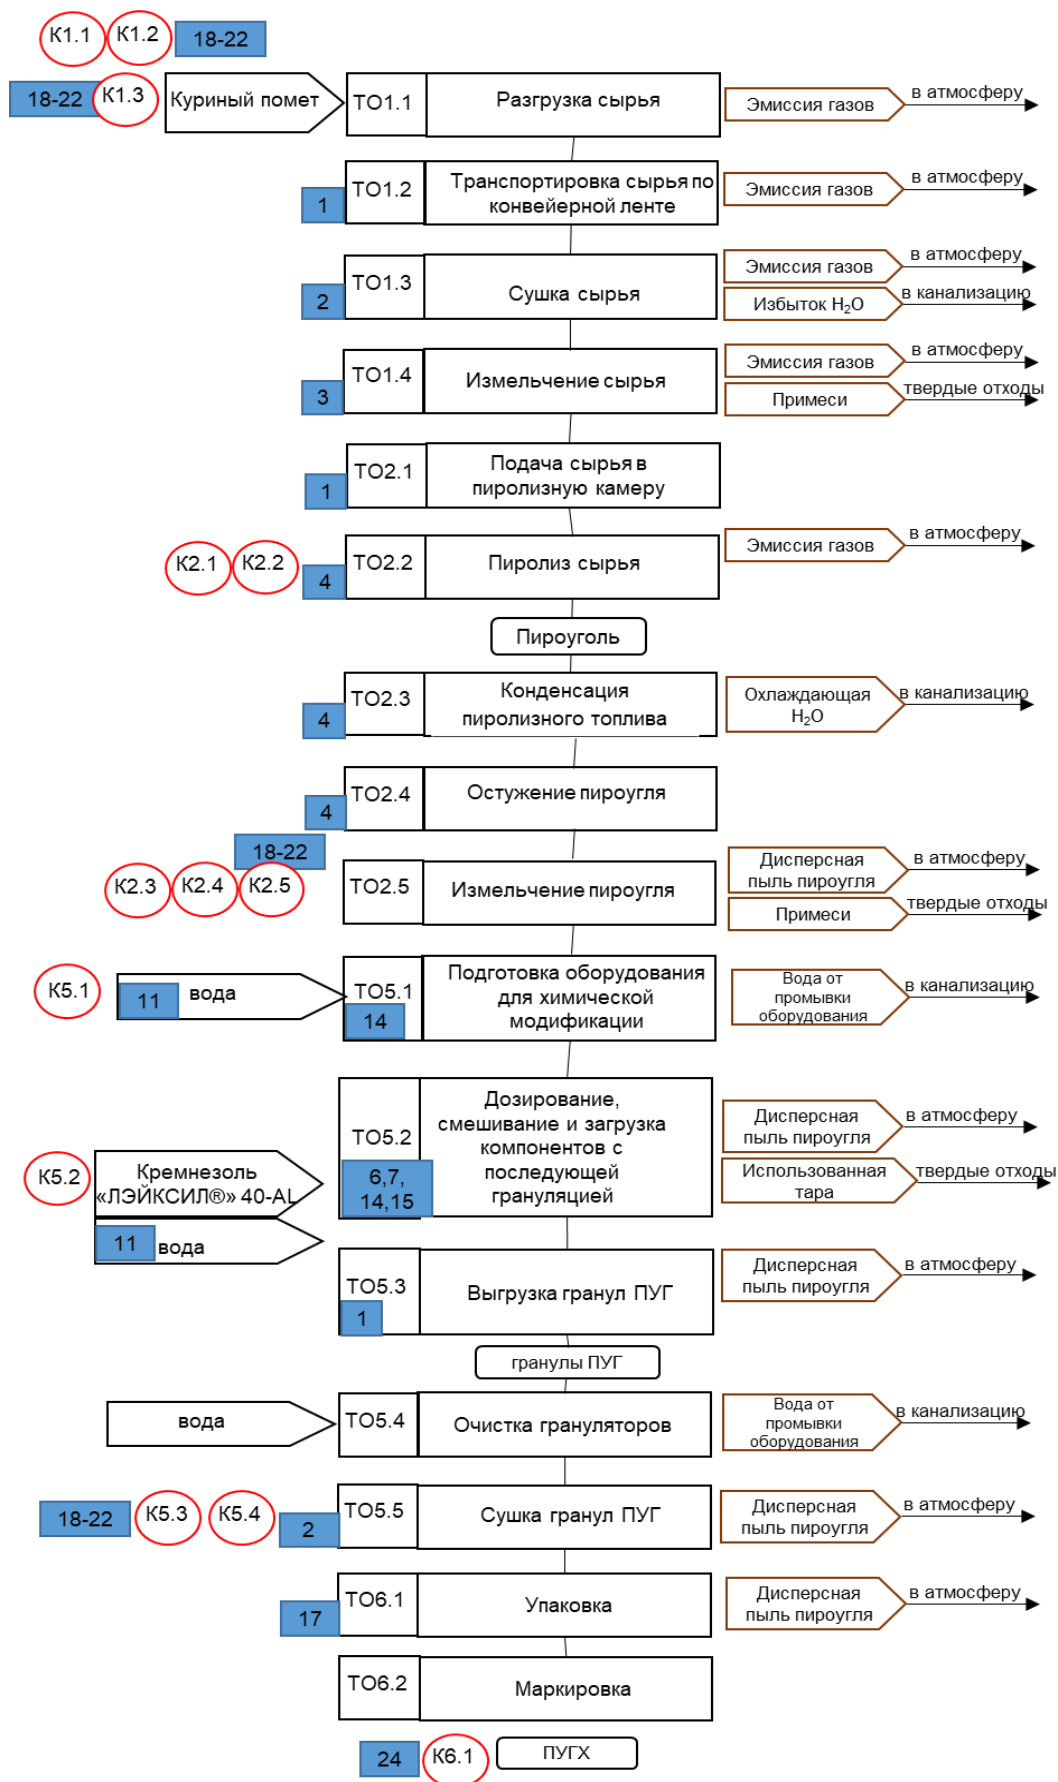 К1.1 К1.2 18-22
18-22 К1.3 Куриный помет ТО1.1 Разгрузка сырья Эмиссия газов в атмосферу
1 ТО1.2 Транспортировка сырья по
конвейерной ленте
Эмиссия газов в атмосферу
2 ТО1.3 Сушка сырья
Эмиссия газов в атмосферу
Избыток H₂O в канализацию
3 ТО1.4 Измельчение сырья
Эмиссия газов в атмосферу
Примеси твердые отходы
1 ТО2.1 Подача сырья в
пиролизную камеру
К2.1 К2.2 4 ТО2.2 Пиролиз сырья Эмиссия газов в атмосферу
Пироуголь
4 ТО2.3 Конденсация
пиролизного топлива
Охлаждающая
H₂O
в канализацию
4 ТО2.4 Остужение пироугля
18-22
К2.3 К2.4 К2.5 ТО2.5 Измельчение пироугля
Дисперсная
пыль пироугля
в атмосферу
Примеси твердые отходы
К5.1 11 вода ТО5.1
14
Подготовка оборудования
для химической
модификации
Вода от
промывки
оборудования
в канализацию
К5.2 Кремнезоль
«ЛЭЙКСИЛ®» 40-AL
11 вода
ТО5.2
6,7,
14,15
Дозирование,
смешивание и загрузка
компонентов с
последующей
грануляцией
Дисперсная
пыль пироугля
в атмосферу
Использованная
тара
твердые отходы
ТО5.3
1
Выгрузка гранул ПУГ
Дисперсная
пыль пироугля
в атмосферу
гранулы ПУГ
вода ТО5.4 Очистка грануляторов
Вода от
промывки
оборудования
в канализацию
18-22 К5.3 К5.4 2 ТО5.5 Сушка гранул ПУГ
Дисперсная
пыль пироугля
в атмосферу
17 ТО6.1 Упаковка
Дисперсная
пыль пироугля
в атмосферу
ТО6.2 Маркировка
24 К6.1 ПУГХ